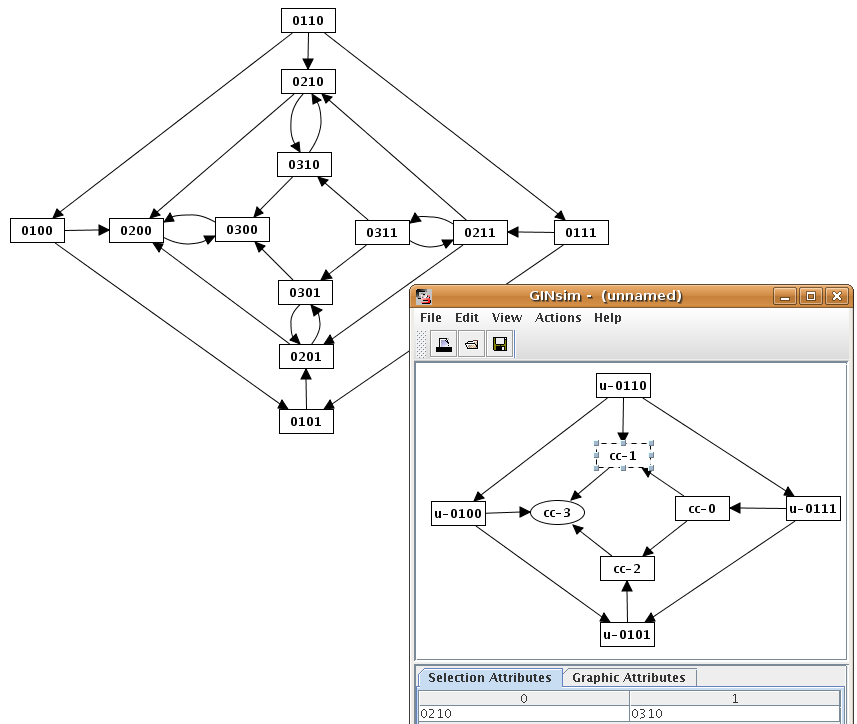 0110
0210
0310
0100 0200 0300 0311 0211 0111
0301
0201
0101
GINsim - (unnamed)
File Edit View Actions Help
u-0110
cc-1
u-0100 cc-3 cc-0 u-0111
cc-2
u-0101
Selection Attributes Graphic Attributes
0 1
0210 0310